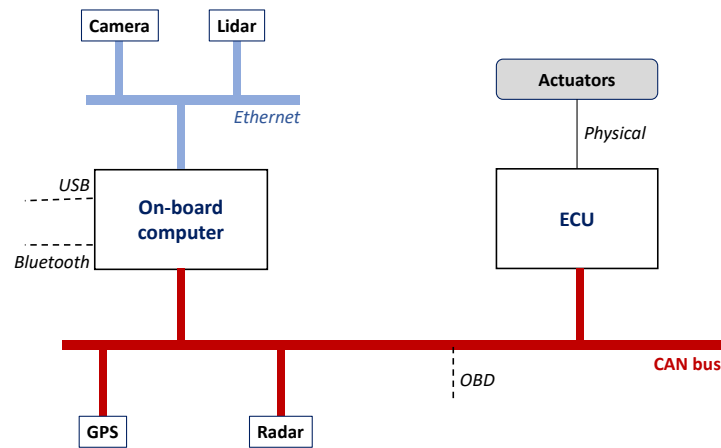 Camera
Lidar
Actuators
Ethernet
Physical
USB
On-board
computer
ECU
Bluetooth
CAN bus
OBD
GPS
Radar